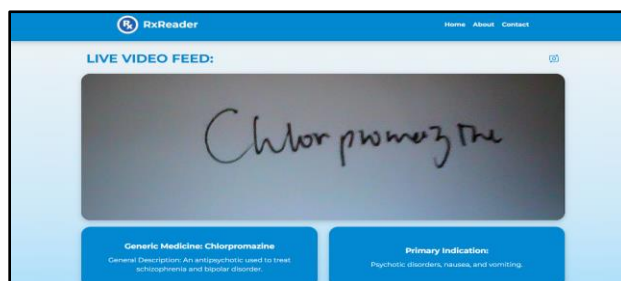 Rx RxReader
Home About Contact
LIVE VIDEO FEED:
Chlorpromazine
Generic Medicine: Chlorpromazine
General Description: An antipsychotic used to treat
schizophrenia and bipolar disorder.
Primary Indication:
Psychotic disorders, nausea, and vomiting.